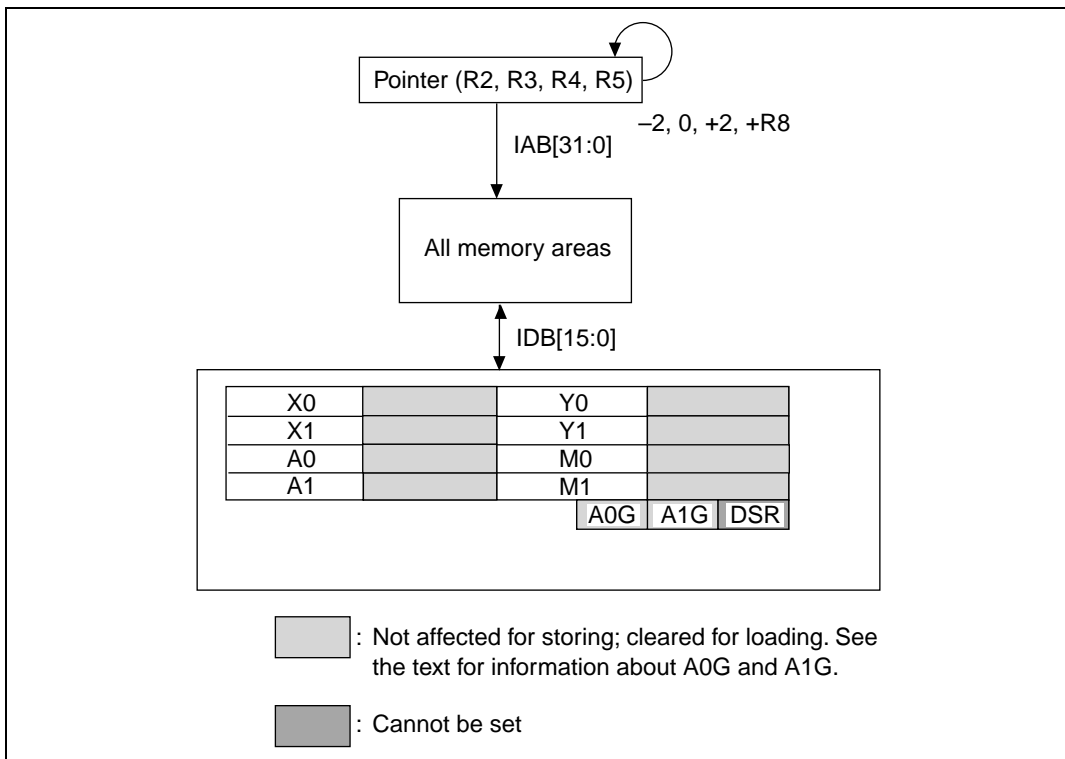 Pointer (R2, R3, R4, R5)
–2, 0, +2, +R8
IAB[31:0]
All memory areas
IDB[15:0]
X0 Y0
X1 Y1
A0 M0
A1 M1
A0G A1G DSR
: Not affected for storing; cleared for loading. See
the text for information about A0G and A1G.
: Cannot be set